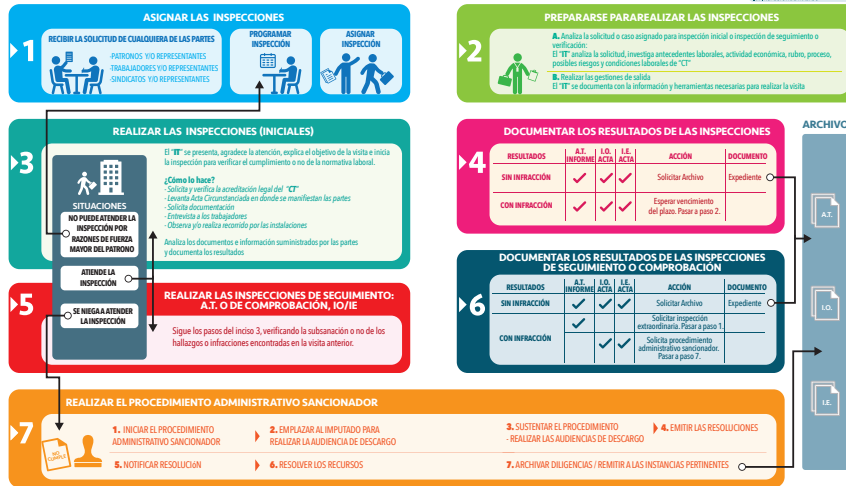 ASIGNAR LAS INSPECCIONES
1
RECIBIR LA SOLICITUD DE CUALQUIERA DE LAS PARTES
-PATRONOS Y/O REPRESENTANTES
-TRABAJADORES Y/O REPRESENTANTES
-SINDICATOS Y/O REPRESENTANTES
PROGRAMAR
INSPECCIÓN
ASIGNAR
INSPECCIÓN
PREPARARSE PARAREALIZAR LAS INSPECCIONES
2
A. Analiza la solicitud o caso asignado para inspección inicial o inspección de seguimiento o
verificación:
El "IT" analiza la solicitud, investiga antecedentes laborales, actividad económica, rubro, proceso,
posibles riesgos y condiciones laborales de "CT"
B. Realizar las gestiones de salida
El "IT" se documenta con la información y herramientas necesarias para realizar la visita
REALIZAR LAS INSPECCIONES (INICIALES)
3
SITUACIONES
NO PUEDE ATENDER LA
INSPECCIÓN POR
RAZONES DE FUERZA
MAYOR DEL PATRONO
ATIENDE LA
INSPECCIÓN
SE NIEGA A ATENDER
LA INSPECCIÓN
El "IT" se presenta, agradece la atención, explica el objetivo de la visita e inicia
la inspección para verificar el cumplimiento o no de la normativa laboral.
¿Cómo lo hace?
- Solicita y verifica la acreditación legal del "CT"
- Levanta Acta Circunstanciada en donde se manifiestan las partes
- Solicita documentación
- Entrevista a los trabajadores
- Observa y/o realiza recorrido por las instalaciones
Analiza los documentos e información suministrados por las partes
y documenta los resultados
DOCUMENTAR LOS RESULTADOS DE LAS INSPECCIONES
4
RESULTADOS A.T. INFORME I.O. ACTA I.E. ACTA ACCIÓN DOCUMENTO
SIN INFRACCIÓN Solicitar Archivo Expediente
CON INFRACCIÓN Esperar vencimiento
del plazo. Pasar a paso 2.
ARCHIVO
A.T.
I.O.
I.E.
5
REALIZAR LAS INSPECCIONES DE SEGUIMIENTO:
A.T. O DE COMPROBACIÓN, IO/IE
Sigue los pasos del inciso 3, verificando la subsanación o no de los
hallazgos o infracciones encontradas en la visita anterior.
DOCUMENTAR LOS RESULTADOS DE LAS INSPECCIONES
DE SEGUIMIENTO O COMPROBACIÓN
6
RESULTADOS A.T. INFORME I.O. ACTA I.E. ACTA ACCIÓN DOCUMENTO
SIN INFRACCIÓN Solicitar Archivo Expediente
CON INFRACCIÓN Solicitar inspección
extraordinaria. Pasar a paso 1.
Solicita procedimiento
administrativo sancionador.
Pasar a paso 7.
REALIZAR EL PROCEDIMIENTO ADMINISTRATIVO SANCIONADOR
7
NO
CUMPLE
1. INICIAR EL PROCEDIMIENTO
ADMINISTRATIVO SANCIONADOR
2. EMPLAZAR AL IMPUTADO PARA
REALIZAR LA AUDIENCIA DE DESCARGO
3. SUSTENTAR EL PROCEDIMIENTO
- REALIZAR LAS AUDIENCIAS DE DESCARGO
4. EMITIR LAS RESOLUCIONES
5. NOTIFICAR RESOLUCIóN
6. RESOLVER LOS RECURSOS
7. ARCHIVAR DILIGENCIAS / REMITIR A LAS INSTANCIAS PERTINENTES